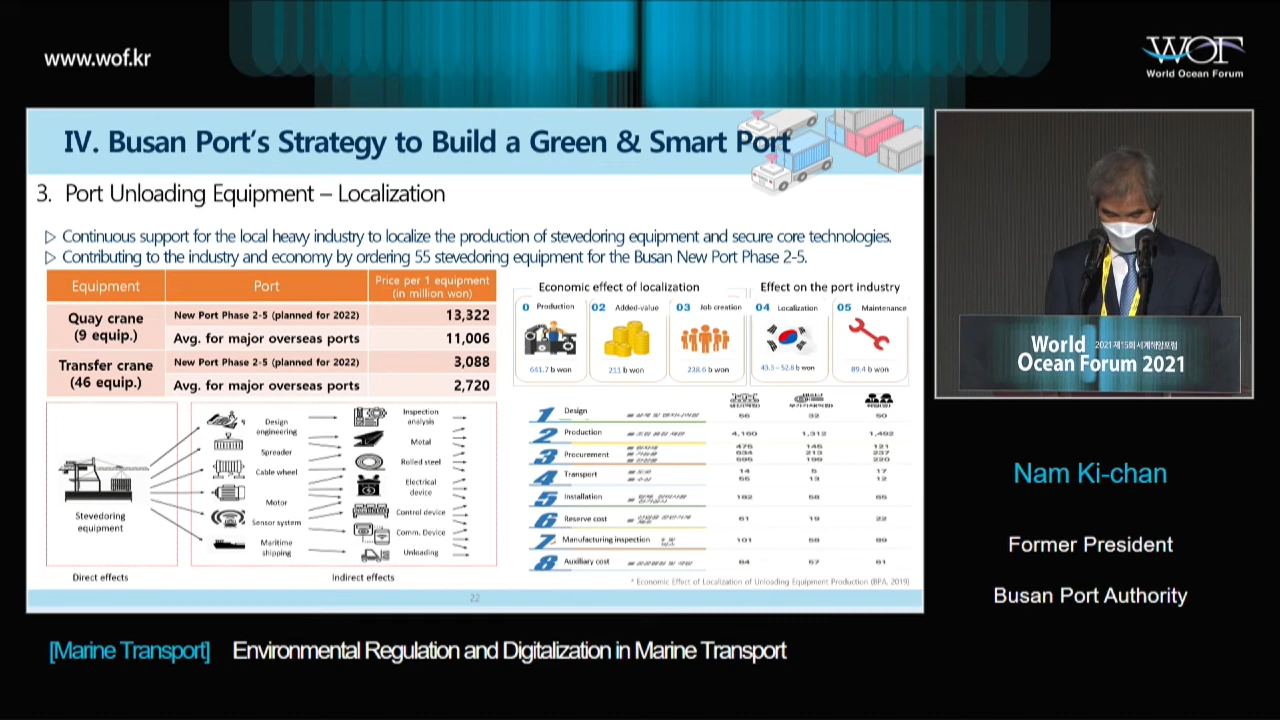 www.wof.kr
WOF
World Ocean Forum
IV. Busan Port's Strategy to Build a Green & Smart Port
3. Port Unloading Equipment – Localization
▷ Continuous support for the local heavy industry to localize the production of stevedoring equipment and secure core technologies.
▷ Contributing to the industry and economy by ordering 55 stevedoring equipment for the Busan New Port Phase 2-5.
Equipment Port Price per 1 equipment
(in million won)
Quay crane
(9 equip.)
New Port Phase 2-5 (planned for 2022) 13,322
Avg. for major overseas ports 11,006
Transfer crane
(46 equip.)
New Port Phase 2-5 (planned for 2022) 3,088
Avg. for major overseas ports 2,720
Economic effect of localization
Effect on the port industry
0 Production
02 Added-value
03 Job creation
04 Localization
05 Maintenance
661.7 b won
211 b won
228.6 b won
43.3~52.8 b won
89.4 b won
Stevedoring
equipment
Design
engineering
Spreader
Cable wheel
Motor
Sensor system
Maritime
shipping
Inspection
analysis
Metal
Rolled steel
Electrical
device
Control device
Comm. Device
Unloading
Direct effects
Indirect effects
1 Design 56 32 50
2 Production 4,160 1,312 1,492
3 Procurement
476 146 121
634 213 237
596 199 220
4 Transport
14 5 17
56 13 12
5 Installation 182 58 65
6 Reserve cost 61 19 22
7 Manufacturing inspection 101 58 89
8 Auxiliary cost 64 57 61
* Economic Effect of Localization of Unloading Equipment Production (BPA, 2019)
22
World 2021 제15회 세계해양포럼
Ocean Forum 2021
Nam Ki-chan
Former President
Busan Port Authority
[Marine Transport] Environmental Regulation and Digitalization in Marine Transport